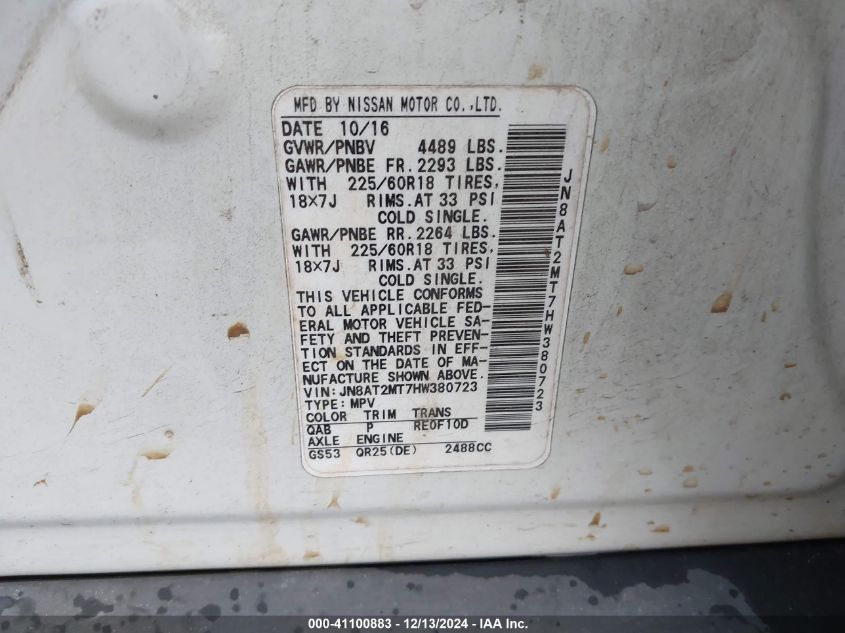 MFD BY NISSAN MOTOR CO.,LTD.
DATE 10/16
GVWR/PNBV 4489 LBS.
GAWR/PNBE FR. 2293 LBS.
WITH 225/60R18 TIRES,
18×7J RIMS.AT 33 PSI
COLD SINGLE.
GAWR/PNBE RR. 2264 LBS.
WITH 225/60R18 TIRES,
18×7J RIMS.AT 33 PSI
COLD SINGLE.
THIS VEHICLE CONFORMS
TO ALL APPLICABLE FED-
ERAL MOTOR VEHICLE SA-
FETY AND THEFT PREVEN-
TION STANDARDS IN EFF-
ECT ON THE DATE OF MA-
NUFACTURE SHOWN ABOVE.
VIN: JN8AT2MT7HW380723
TYPE: MPV
COLOR TRIM TRANS
QAB P RE0F10D
AXLE ENGINE
GS53 QR25(DE) 2488CC
JN8AT2MT7HW380723
000-41100883 - 12/13/2024 - IAA, Inc.